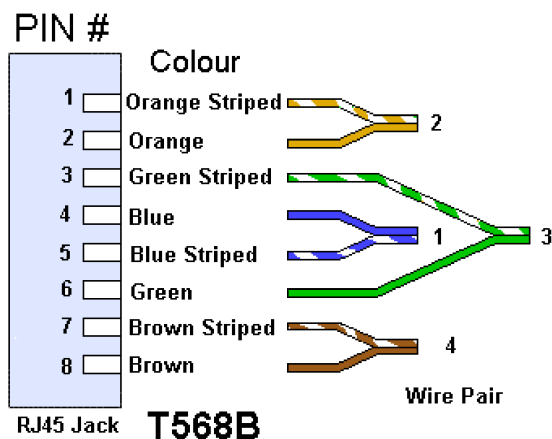 PIN #
Colour
1 Orange Striped
2 Orange
2
3 Green Striped
4 Blue
1
3
5 Blue Striped
6 Green
7 Brown Striped
4
8 Brown
Wire Pair
RJ45 Jack
T568B